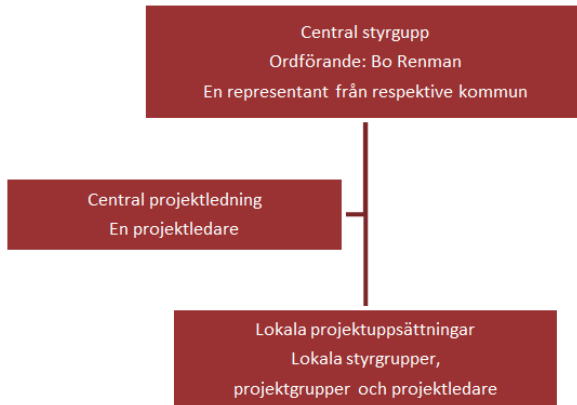 Central styrgupp
Ordförande: Bo Renman
En representant från respektive kommun
Central projektledning
En projektledare
Lokala projektuppsättningar
Lokala styrgrupper,
projektgrupper och projektledare